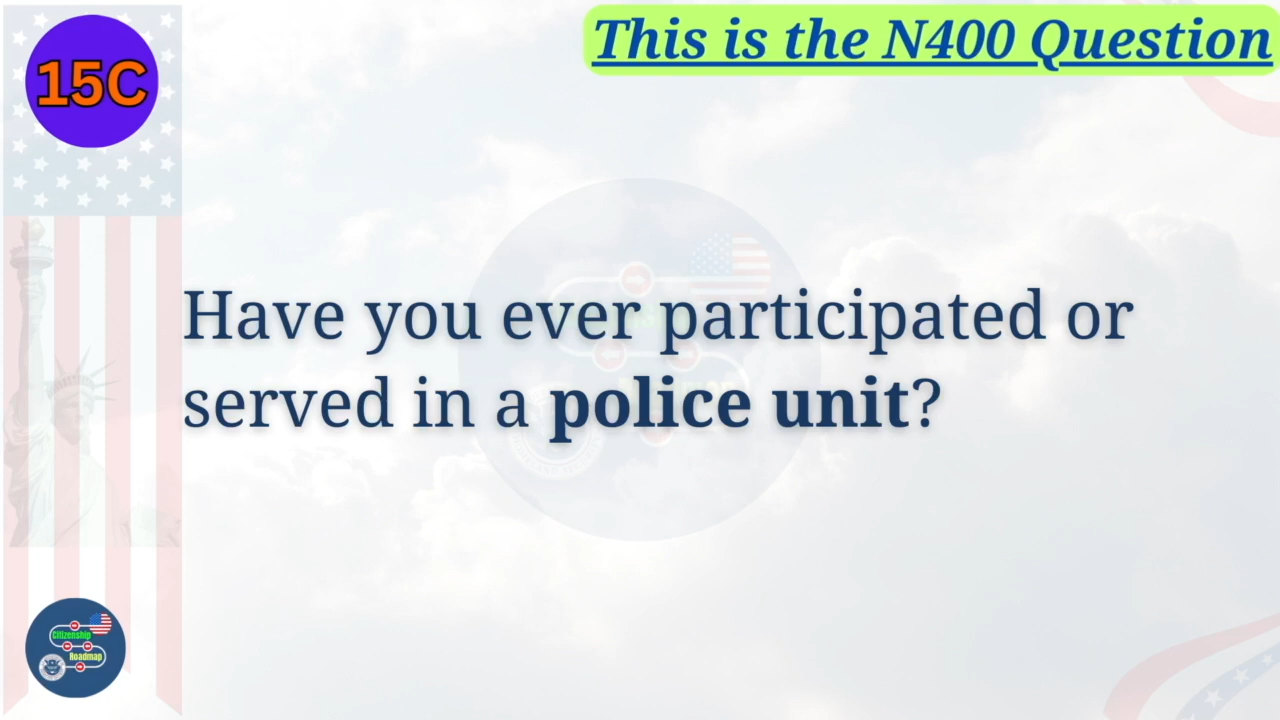 15C
This is the N400 Question
Have you ever participated or
served in a police unit?
Citizenship
Roadmap